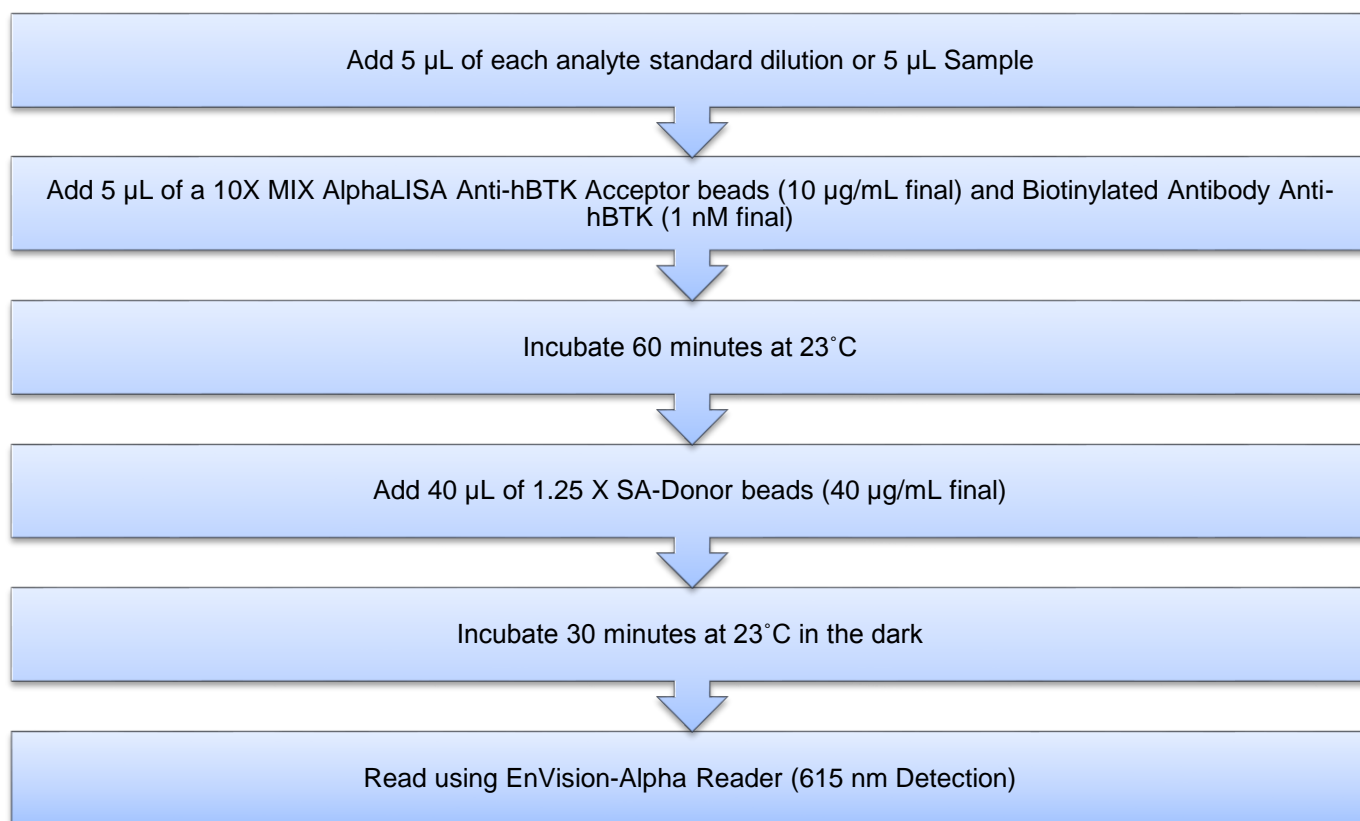 Add 5 µL of each analyte standard dilution or 5 µL Sample
Add 5 µL of a 10X MIX AlphaLISA Anti-hBTK Acceptor beads (10 µg/mL final) and Biotinylated Antibody Anti-
hBTK (1 nM final)
Incubate 60 minutes at 23˚C
Add 40 µL of 1.25 X SA-Donor beads (40 µg/mL final)
Incubate 30 minutes at 23˚C in the dark
Read using EnVision-Alpha Reader (615 nm Detection)